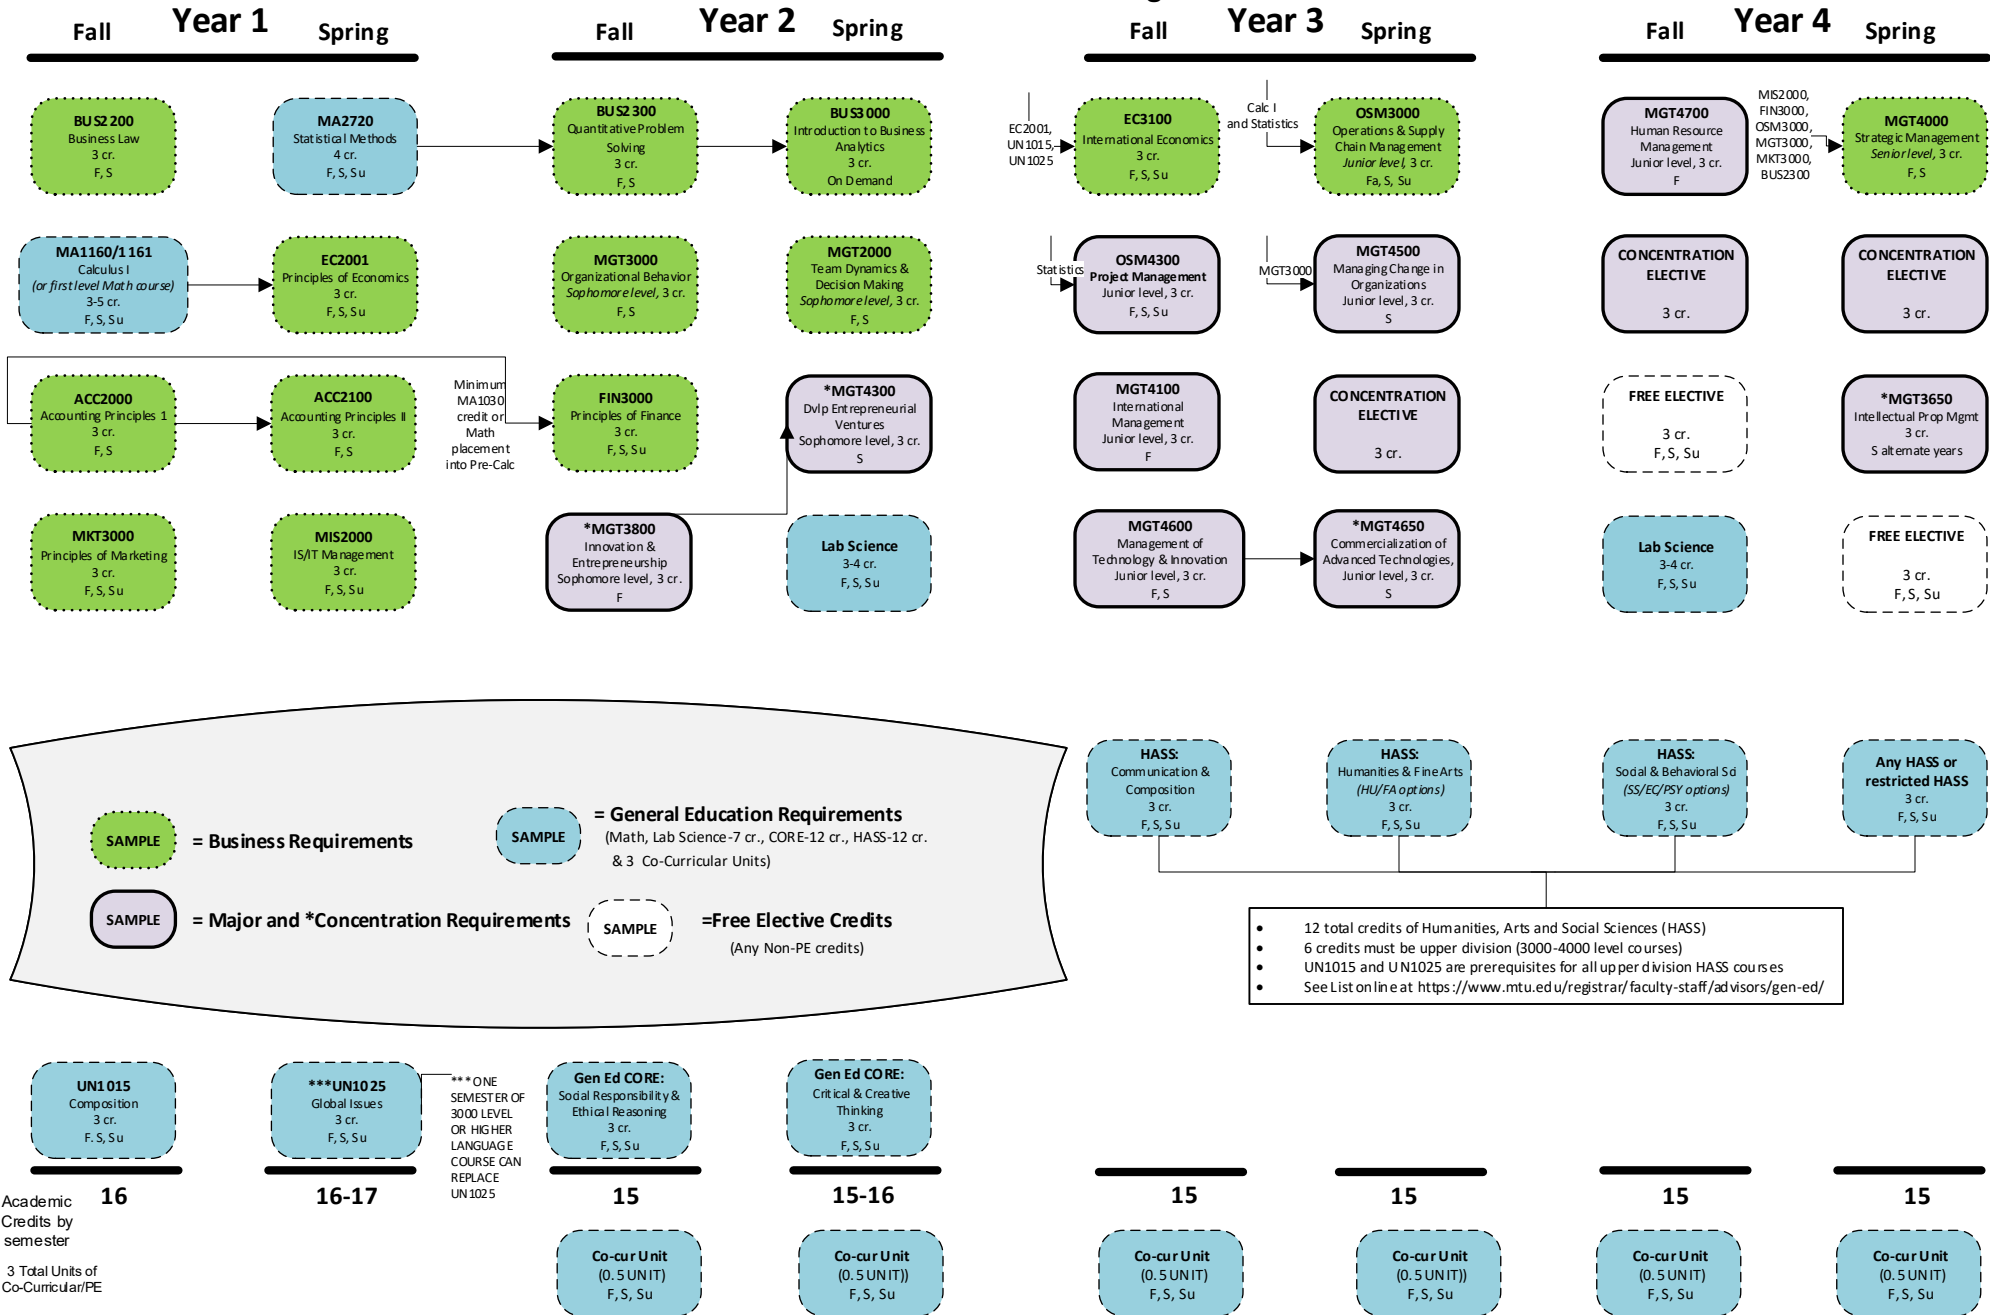 Year 1
Fall
Spring
Year 2
Fall
Spring
Year 3
Fall
Spring
Year 4
Fall
Spring
BUS2200
Business Law
3 cr.
F, S
MA2720
Statistical Methods
4 cr.
F, S, Su
BUS2300
Quantitative Problem
Solving
3 cr.
F, S
BUS3000
Introduction to Business
Analytics
3 cr.
On Demand
EC2001,
UN1015,
UN1025
EC3100
International Economics
3 cr.
F, S, Su
Calc I
and Statistics
OSM3000
Operations & Supply
Chain Management
Junior level, 3 cr.
Fa, S, Su
MGT4700
Human Resource
Management
Junior level, 3 cr.
F
MIS2000,
FIN3000,
OSM3000,
MGT3000,
MKT3000,
BUS2300
MGT4000
Strategic Management
Senior level, 3 cr.
F, S
MA1160/1161
Calculus I
(or first level Math course)
3-5 cr.
F, S, Su
EC2001
Principles of Economics
3 cr.
F, S, Su
MGT3000
Organizational Behavior
Sophomore level, 3 cr.
F, S
MGT2000
Team Dynamics &
Decision Making
Sophomore level, 3 cr.
F, S
Statistics
OSM4300
Project Management
Junior level, 3 cr.
F, S, Su
MGT3000
MGT4500
Managing Change in
Organizations
Junior level, 3 cr.
S
CONCENTRATION
ELECTIVE
3 cr.
CONCENTRATION
ELECTIVE
3 cr.
ACC2000
Accounting Principles 1
3 cr.
F, S
ACC2100
Accounting Principles II
3 cr.
F, S
Minimum
MA1030
credit or
Math
placement
into Pre-Calc
FIN3000
Principles of Finance
3 cr.
F, S, Su
*MGT4300
Dvlp Entrepreneurial
Ventures
Sophomore level, 3 cr.
S
MGT4100
International
Management
Junior level, 3 cr.
F
CONCENTRATION
ELECTIVE
3 cr.
FREE ELECTIVE
3 cr.
F, S, Su
*MGT3650
Intellectual Prop Mgmt
3 cr.
S alternate years
MKT3000
Principles of Marketing
3 cr.
F, S, Su
MIS2000
IS/IT Management
3 cr.
F, S, Su
*MGT3800
Innovation &
Entrepreneurship
Sophomore level, 3 cr.
F
Lab Science
3-4 cr.
F, S, Su
MGT4600
Management of
Technology & Innovation
Junior level, 3 cr.
F, S
*MGT4650
Commercialization of
Advanced Technologies,
Junior level, 3 cr.
S
Lab Science
3-4 cr.
F, S, Su
FREE ELECTIVE
3 cr.
F, S, Su
SAMPLE
= Business Requirements
SAMPLE
= General Education Requirements
(Math, Lab Science-7 cr., CORE-12 cr., HASS-12 cr.
& 3 Co-Curricular Units)
SAMPLE
= Major and *Concentration Requirements
SAMPLE
=Free Elective Credits
(Any Non-PE credits)
HASS:
Communication &
Composition
3 cr.
F, S, Su
HASS:
Humanities & Fine Arts
(HU/FA options)
3 cr.
F, S, Su
HASS:
Social & Behavioral Sci
(SS/EC/PSY options)
3 cr.
F, S, Su
Any HASS or
restricted HASS
3 cr.
F, S, Su
• 12 total credits of Humanities, Arts and Social Sciences (HASS)
• 6 credits must be upper division (3000-4000 level courses)
• UN1015 and UN1025 are prerequisites for all upper division HASS courses
• See List online at https://www.mtu.edu/registrar/faculty-staff/advisors/gen-ed/
UN1015
Composition
3 cr.
F. S, Su
***UN1025
Global Issues
3 cr.
F, S, Su
***ONE
SEMESTER OF
3000 LEVEL
OR HIGHER
LANGUAGE
COURSE CAN
REPLACE
UN1025
Gen Ed CORE:
Social Responsibility &
Ethical Reasoning
3 cr.
F, S, Su
Gen Ed CORE:
Critical & Creative
Thinking
3 cr.
F, S, Su
Academic
Credits by
semester
16
16-17
15
15-16
15
15
15
15
3 Total Units of
Co-Curricular/PE
Co-cur Unit
(0.5 UNIT)
F, S, Su
Co-cur Unit
(0.5 UNIT))
F, S, Su
Co-cur Unit
(0.5 UNIT)
F, S, Su
Co-cur Unit
(0.5 UNIT))
F, S, Su
Co-cur Unit
(0.5 UNIT)
F, S, Su
Co-cur Unit
(0.5 UNIT)
F, S, Su